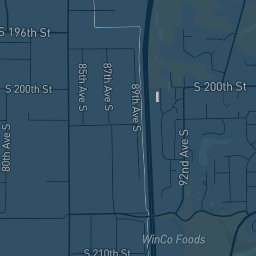 S 196th St
85th Ave S
87th Ave S
89th Ave S
S 200th St
S 200th St
80th Ave S
92nd Ave S
WinCo Foods
S 210th St